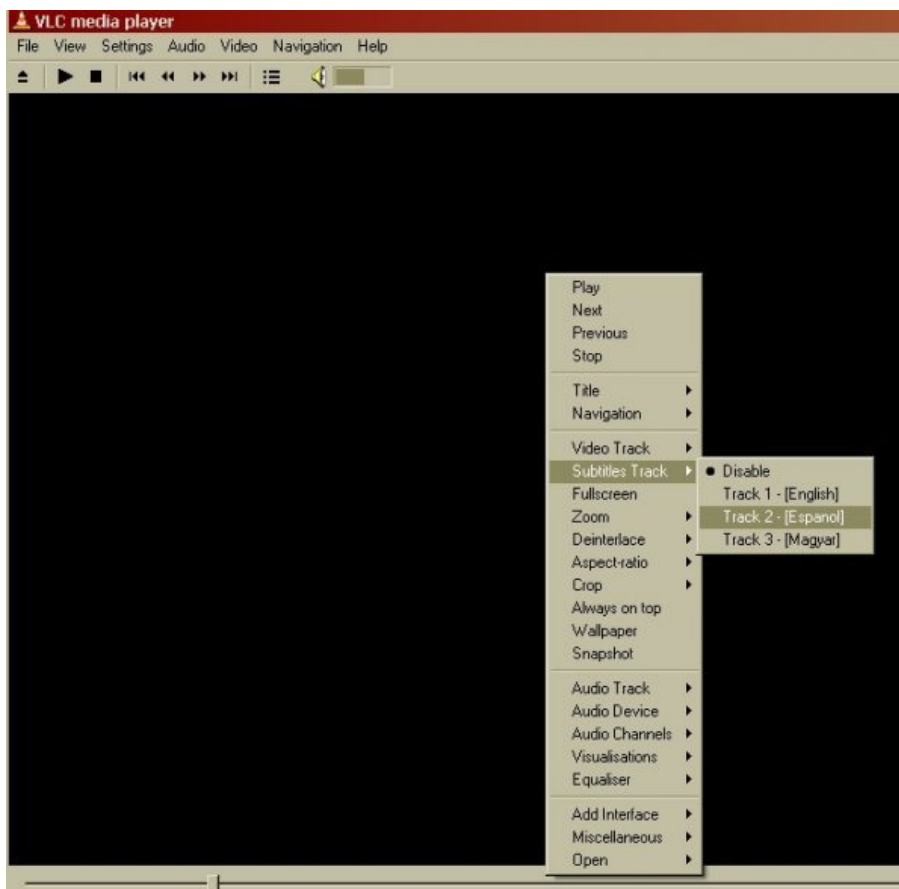 VLC media player
File View Settings Audio Video Navigation Help
Play
Next
Previous
Stop
Title
Navigation
Video Track
Subtitles Track
Disable
Track 1 - [English]
Track 2 - [Espanol]
Track 3 - [Magyar]
Fullscreen
Zoom
Deinterlace
Aspect-ratio
Crop
Always on top
Wallpaper
Snapshot
Audio Track
Audio Device
Audio Channels
Visualisations
Equaliser
Add Interface
Miscellaneous
Open